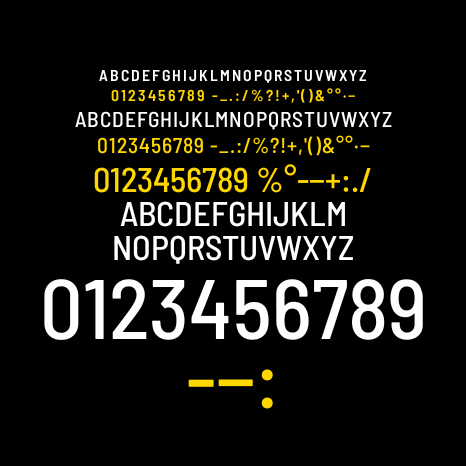 ABCDEFGHIJKLMNOPQRSTUVWXYZ
0123456789 -_.:/%?!+,'()&°°·–
ABCDEFGHIJKLMNOPQRSTUVWXYZ
0123456789 -_.:/%?!+,'()&°°·–
0123456789 %°-–+:./
ABCDEFGHIJKLM
NOPQRSTUVWXYZ
0123456789
-–: